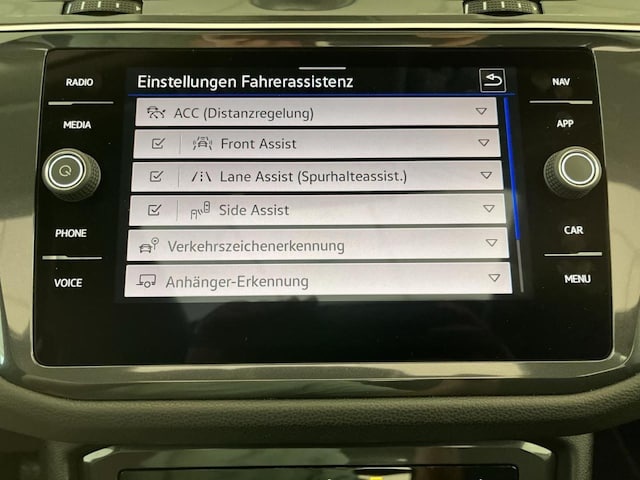 RADIO
MEDIA
PHONE
VOICE
Einstellungen Fahrerassistenz
ACC (Distanzregelung)
Front Assist
Lane Assist (Spurhalteassist.)
Side Assist
Verkehrszeichenerkennung
Anhänger-Erkennung
NAV
APP
CAR
MENU